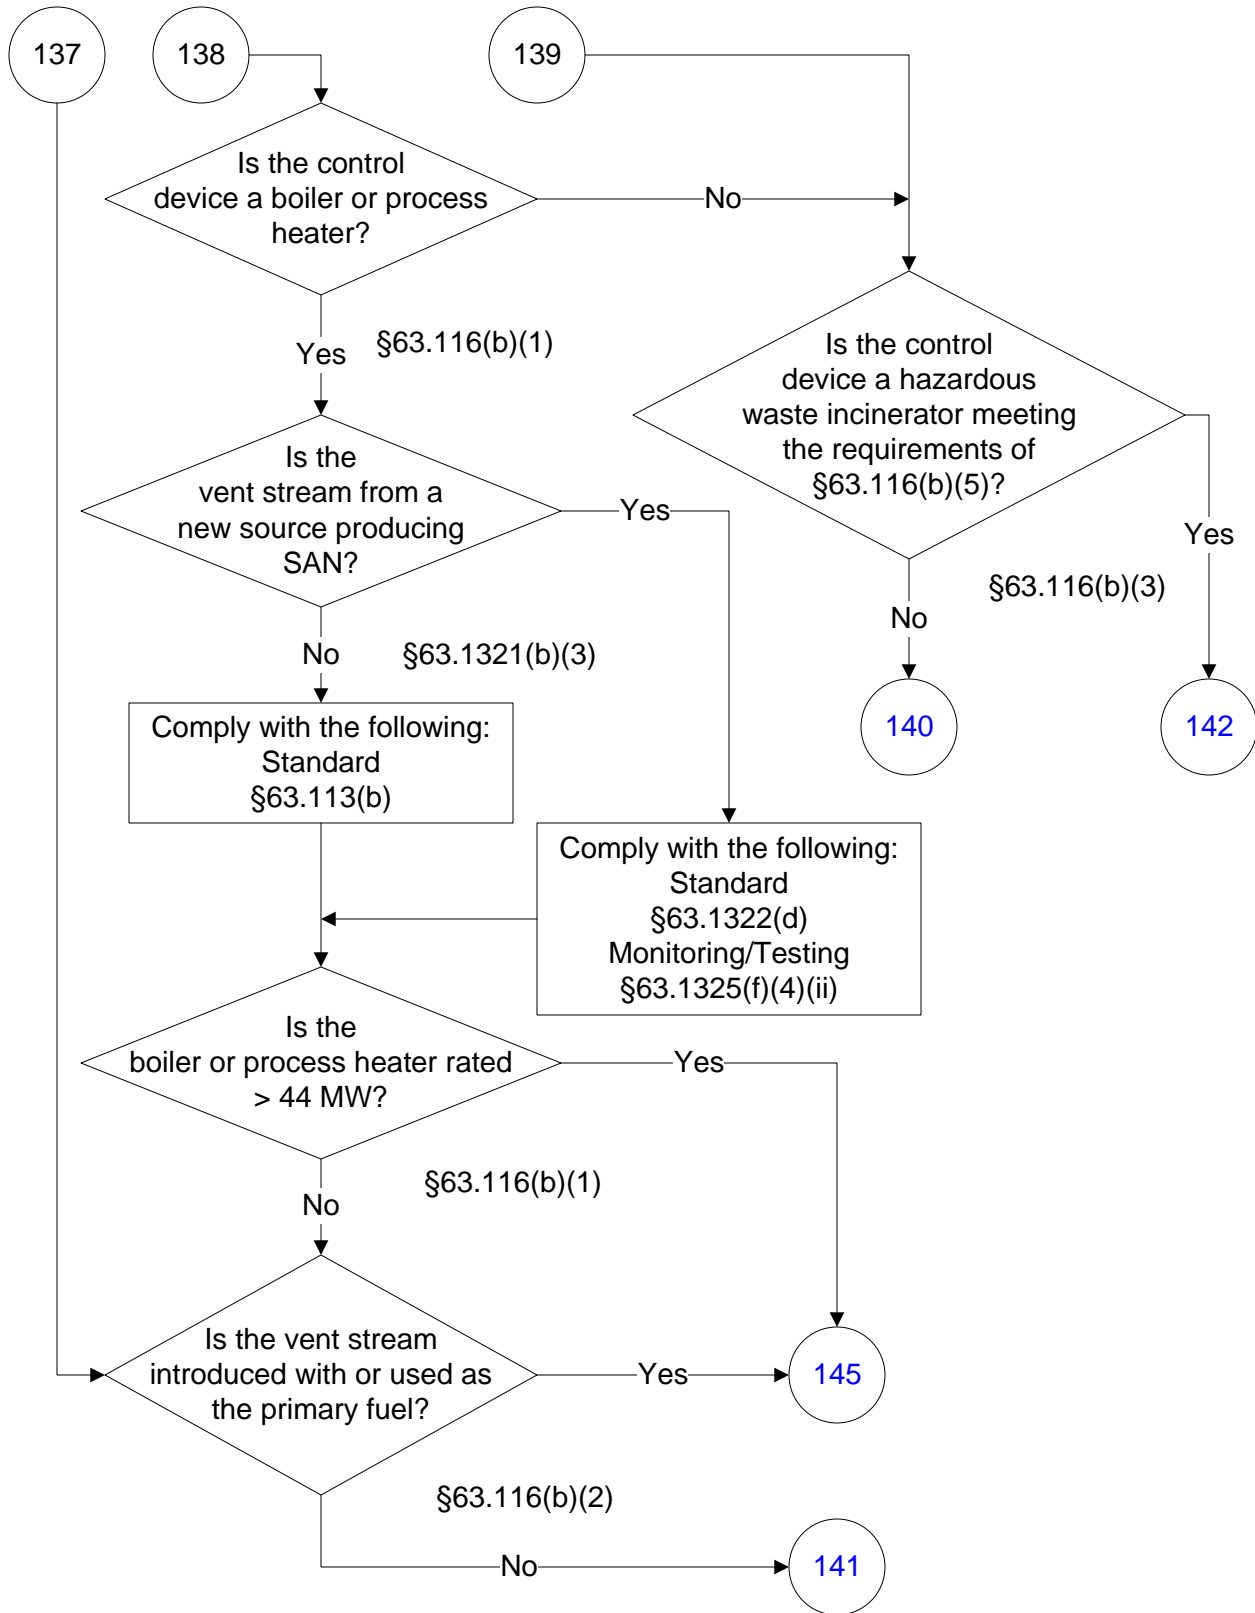 137
138
139
Is the control
device a boiler or process
heater?
No
Yes
§63.116(b)(1)
Is the control
device a hazardous
waste incinerator meeting
the requirements of
§63.116(b)(5)?
Is the
vent stream from a
new source producing
SAN?
Yes
Yes
No
§63.116(b)(3)
No
§63.1321(b)(3)
140
142
Comply with the following:
Standard
§63.113(b)
Comply with the following:
Standard
§63.1322(d)
Monitoring/Testing
§63.1325(f)(4)(ii)
Is the
boiler or process heater rated
> 44 MW?
Yes
No
§63.116(b)(1)
Is the vent stream
introduced with or used as
the primary fuel?
Yes
145
§63.116(b)(2)
No
141